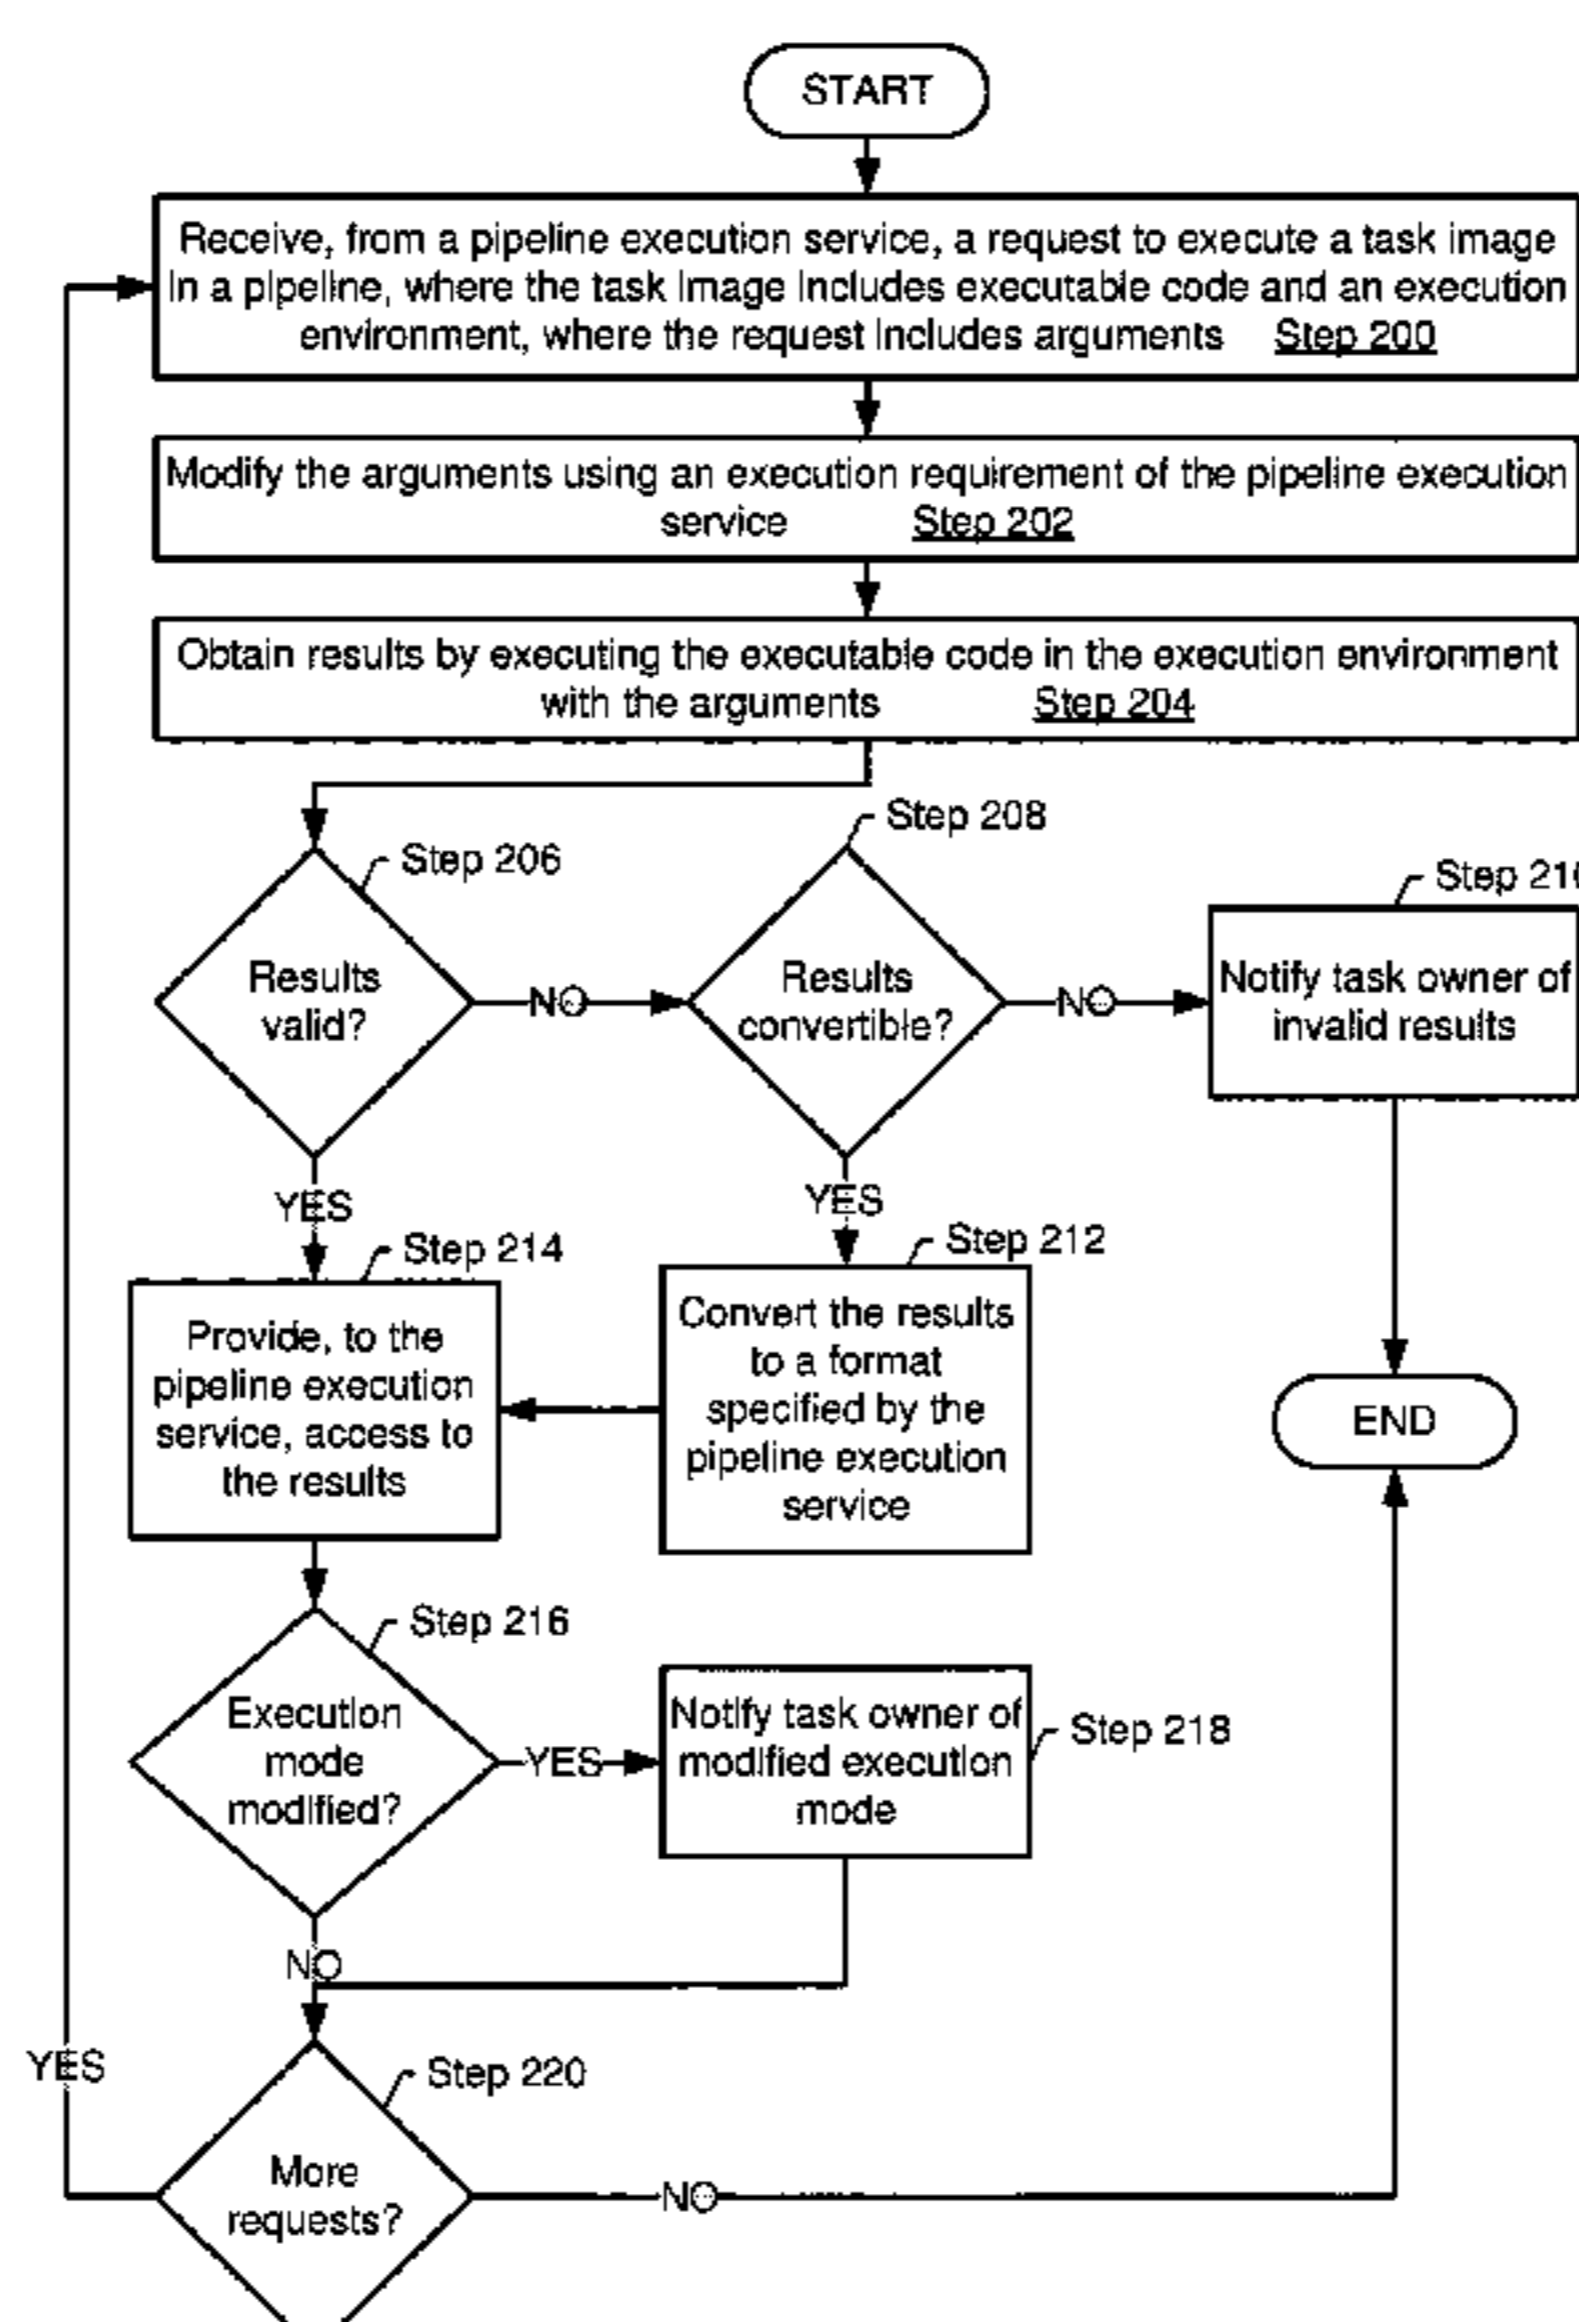 START
Receive, from a pipeline execution service, a request to execute a task image
in a pipeline, where the task image includes executable code and an execution
environment, where the request includes arguments Step 200
Modify the arguments using an execution requirement of the pipeline execution
service Step 202
Obtain results by executing the executable code in the execution environment
with the arguments Step 204
Step 206
Step 208
Step 210
Results
valid?
NO
Results
convertible?
NO
Notify task owner of
invalid results
YES
YES
Step 214
Step 212
Provide, to the
pipeline execution
service, access to
the results
Convert the results
to a format
specified by the
pipeline execution
service
END
Step 216
Execution
mode
modified?
YES
Notify task owner of
modified execution
mode
Step 218
NO
YES
Step 220
More
requests?
NO